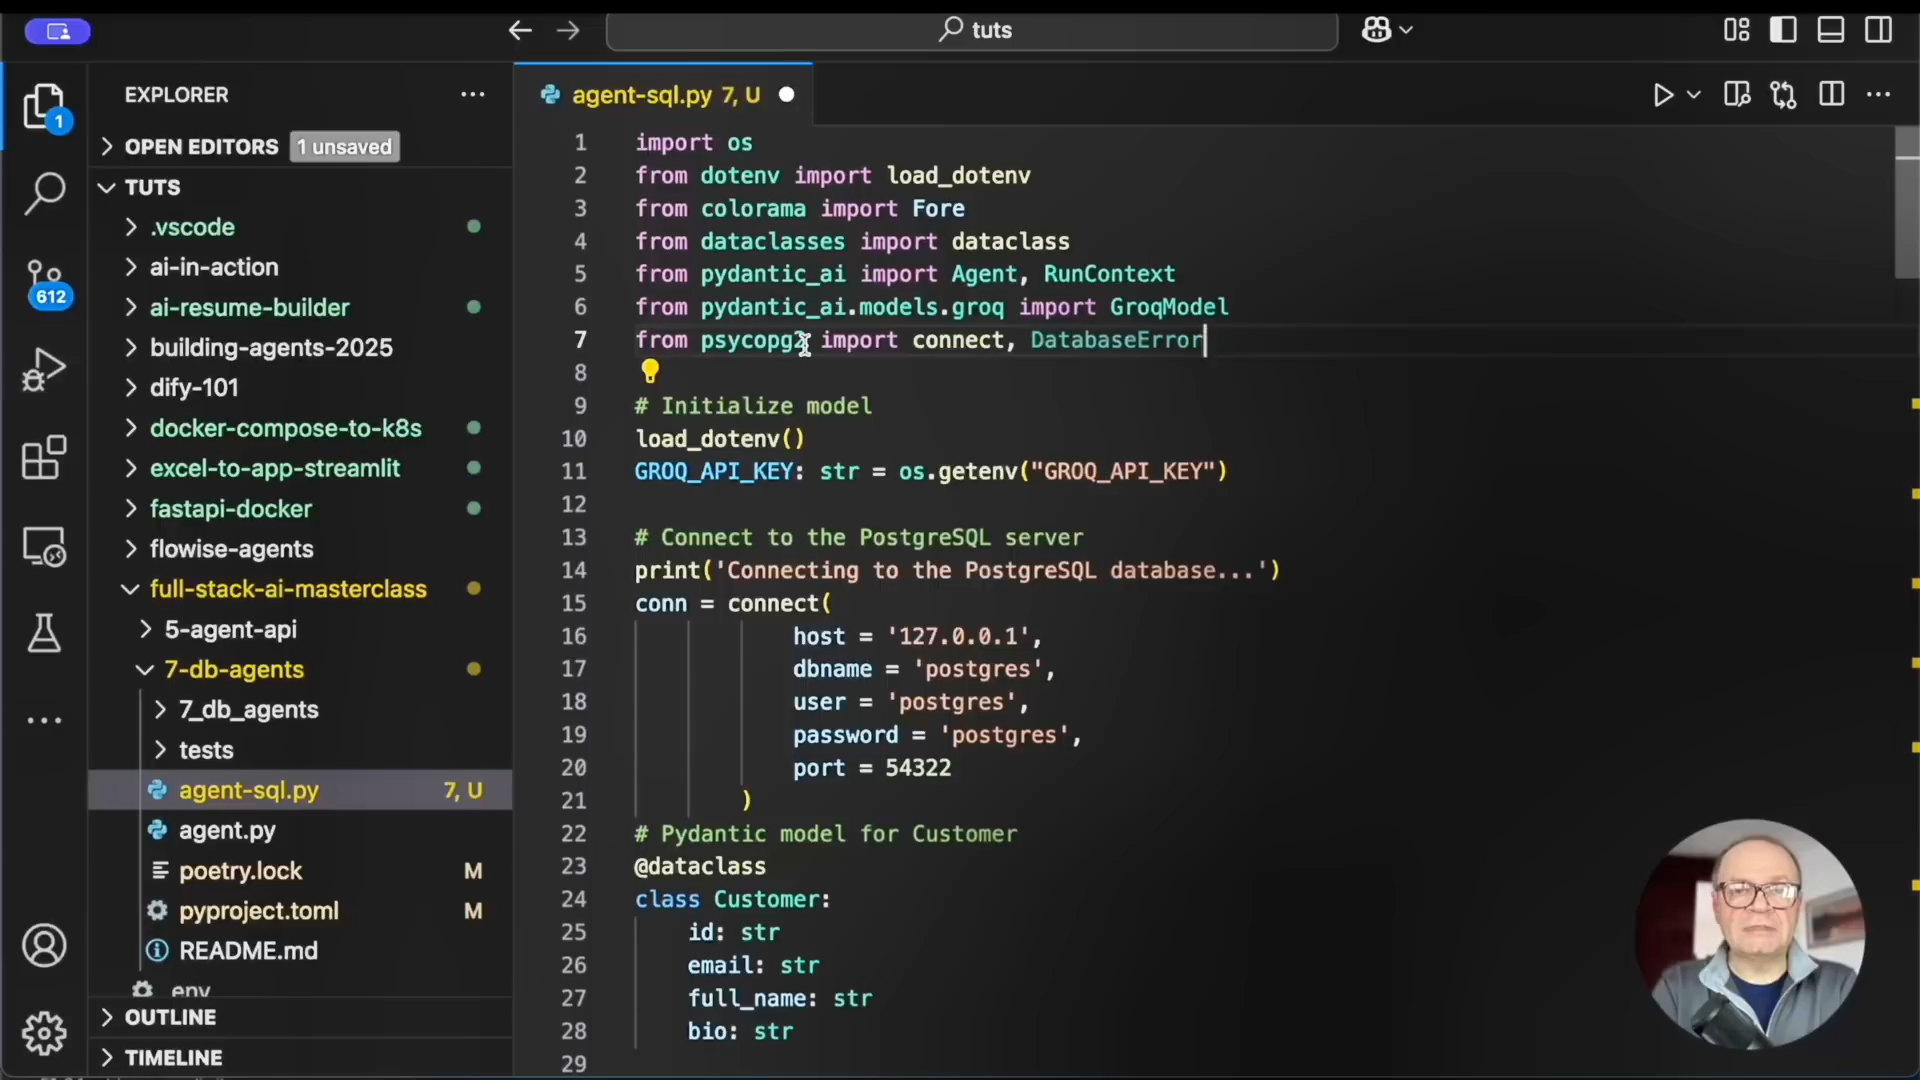 tuts
EXPLORER
OPEN EDITORS 1 unsaved
TUTS
.vscode
ai-in-action
ai-resume-builder
building-agents-2025
dify-101
docker-compose-to-k8s
excel-to-app-streamlit
fastapi-docker
flowise-agents
full-stack-ai-masterclass
5-agent-api
7-db-agents
7_db_agents
tests
agent-sql.py 7, U
agent.py
poetry.lock M
pyproject.toml M
README.md
env
OUTLINE
TIMELINE
1
612
agent-sql.py 7, U
1 import os
2 from dotenv import load_dotenv
3 from colorama import Fore
4 from dataclasses import dataclass
5 from pydantic_ai import Agent, RunContext
6 from pydantic_ai.models.groq import GroqModel
7 from psycopg2 import connect, DatabaseError
8
9 # Initialize model
10 load_dotenv()
11 GROQ_API_KEY: str = os.getenv("GROQ_API_KEY")
12
13 # Connect to the PostgreSQL server
14 print('Connecting to the PostgreSQL database...')
15 conn = connect(
16 host = '127.0.0.1',
17 dbname = 'postgres',
18 user = 'postgres',
19 password = 'postgres',
20 port = 54322
21 )
22 # Pydantic model for Customer
23 @dataclass
24 class Customer:
25 id: str
26 email: str
27 full_name: str
28 bio: str
29